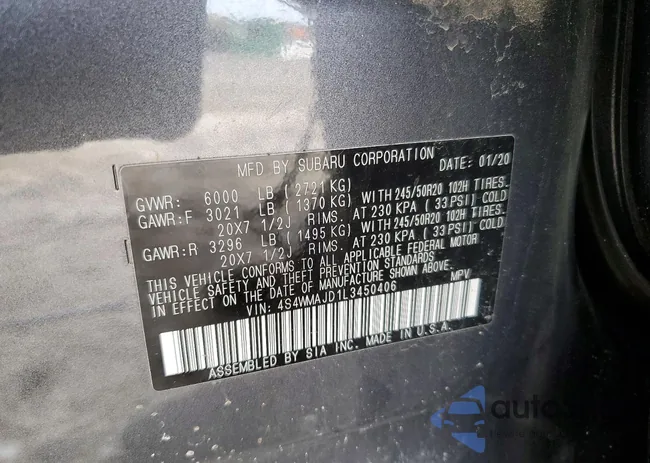 MFD BY SUBARU CORPORATION DATE: 01/20
GVWR: 6000 LB (2721 KG)
GAWR:F 3021 LB (1370 KG) WITH 245/50R20 102H TIRES.
20X7 1/2J RIMS. AT 230 KPA (33 PSI) COLD
GAWR:R 3296 LB (1495 KG) WITH 245/50R20 102H TIRES.
20X7 1/2J RIMS. AT 230 KPA (33 PSI) COLD
THIS VEHICLE CONFORMS TO ALL APPLICABLE FEDERAL MOTOR
VEHICLE SAFETY AND THEFT PREVENTION STANDARDS
IN EFFECT ON THE DATE OF MANUFACTURE SHOWN ABOVE.
VIN: 4S4WMAJD1L3450406 MPV
ASSEMBLED BY SIA INC. MADE IN U.S.A.